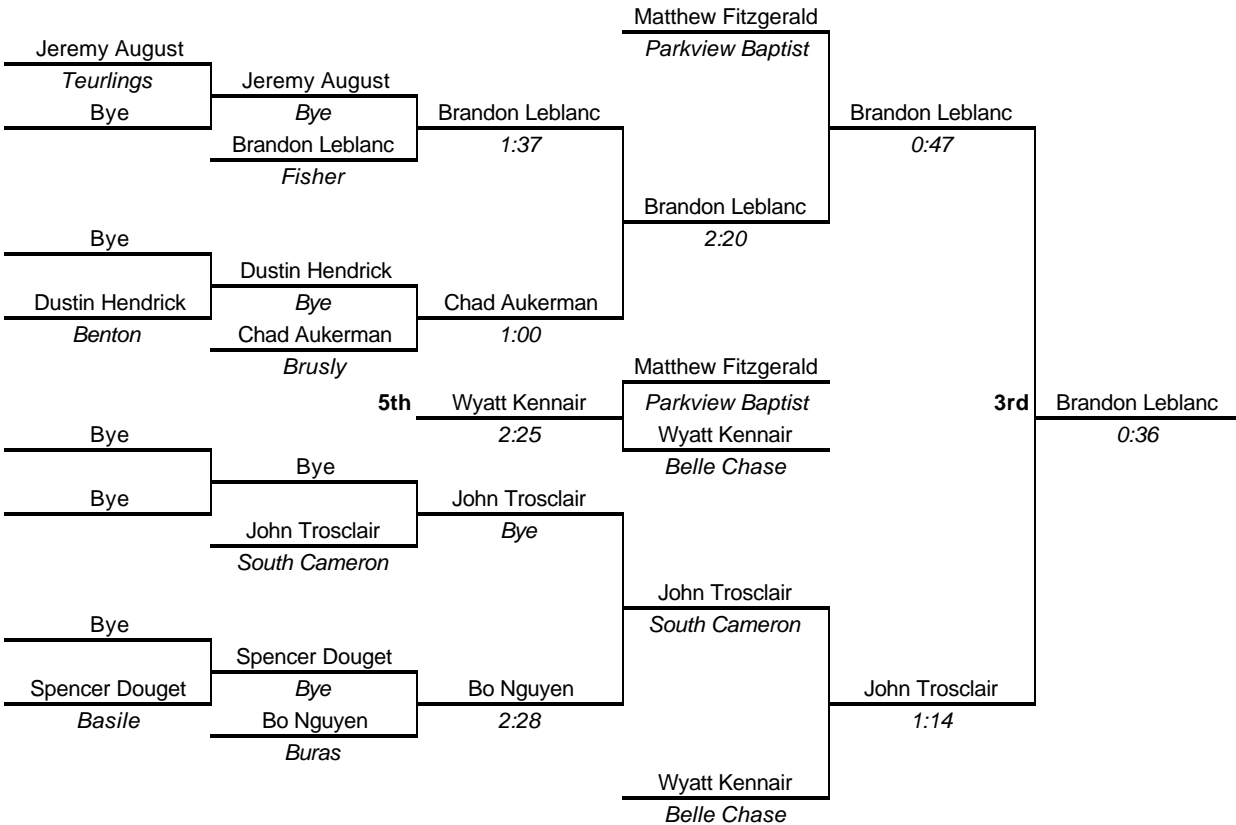 Matthew Fitzgerald
Jeremy August
Parkview Baptist
Teurlings
Jeremy August
Bye
Bye
Brandon Leblanc
Brandon Leblanc
Brandon Leblanc
1:37
0:47
Fisher
Brandon Leblanc
Bye
2:20
Dustin Hendrick
Dustin Hendrick
Bye
Chad Aukerman
Benton
Chad Aukerman
1:00
Brusly
Matthew Fitzgerald
5th
Wyatt Kennair
Parkview Baptist
3rd
Brandon Leblanc
Bye
2:25
Wyatt Kennair
0:36
Bye
Belle Chase
Bye
John Trosclair
John Trosclair
Bye
South Cameron
John Trosclair
Bye
South Cameron
Spencer Douget
Spencer Douget
Bye
Bo Nguyen
John Trosclair
Basile
Bo Nguyen
2:28
1:14
Buras
Wyatt Kennair
Belle Chase